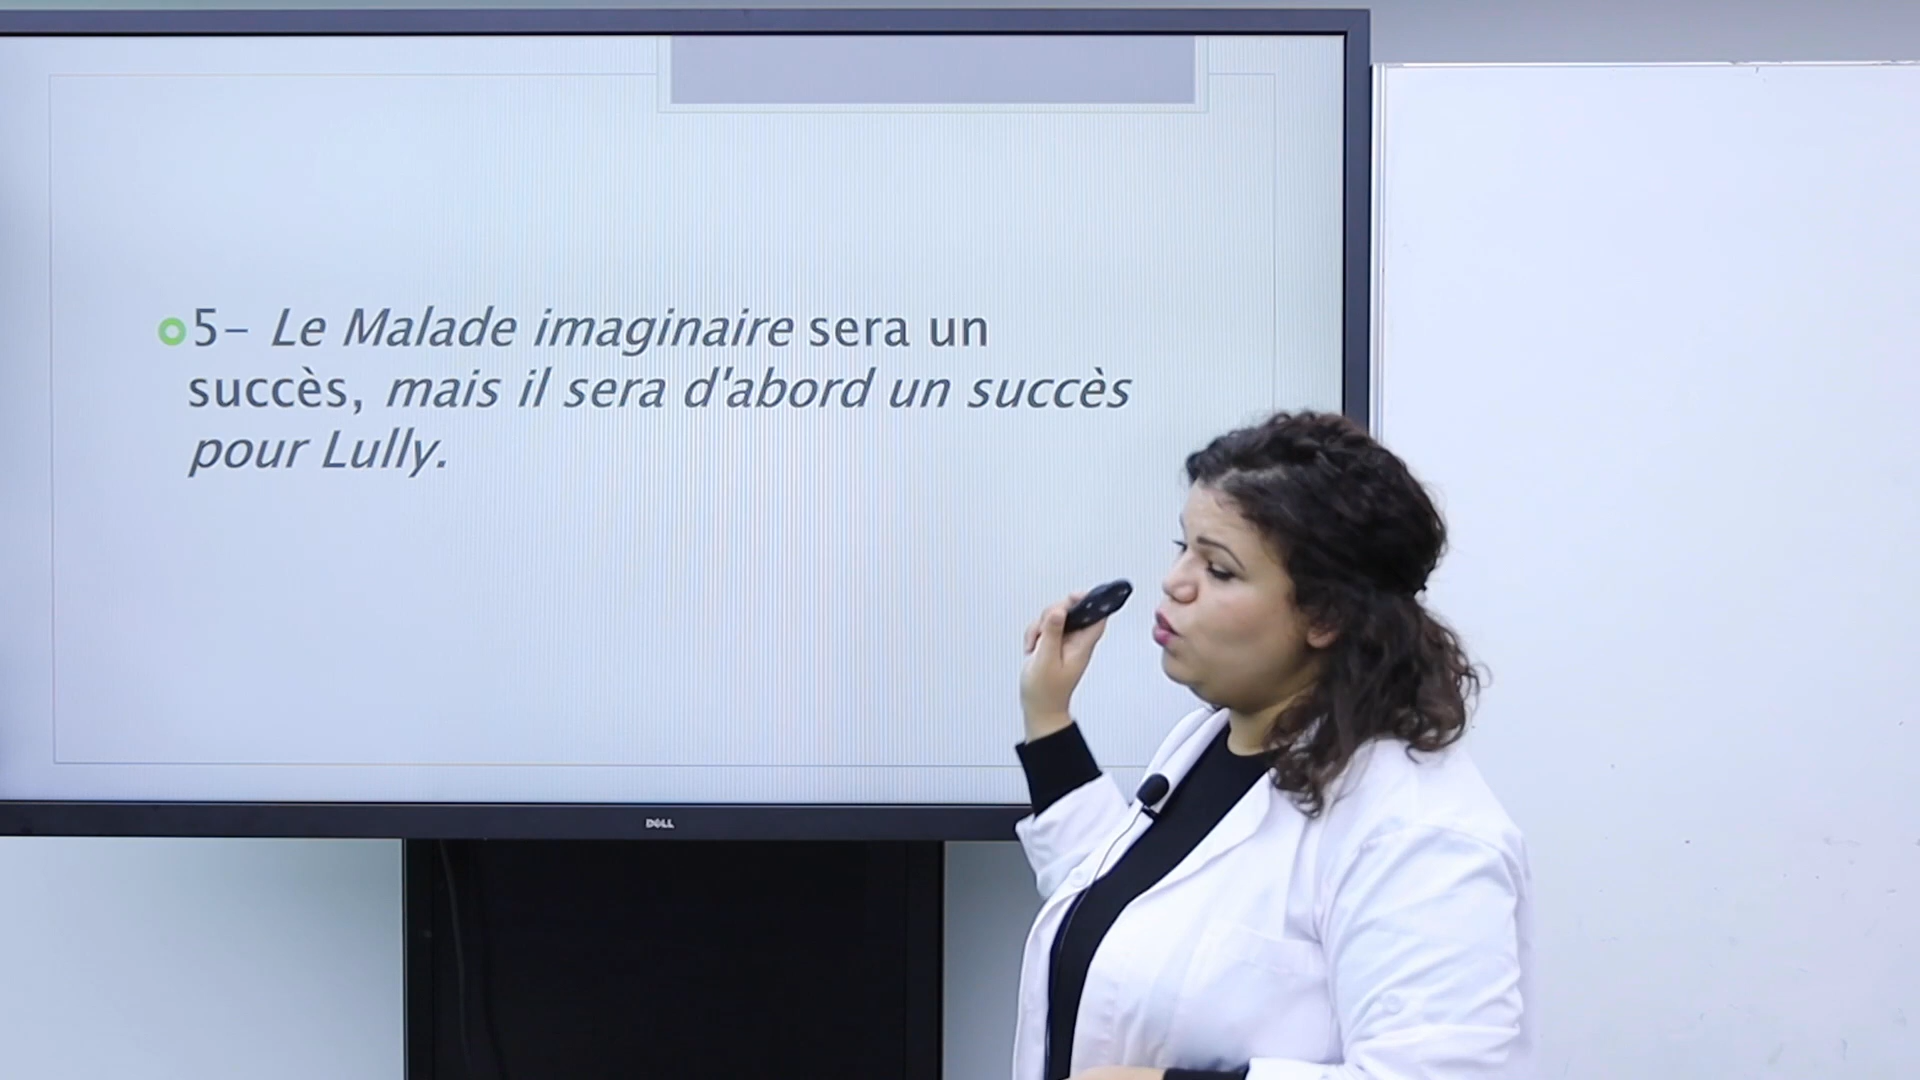 5- Le Malade imaginaire sera un
succès, mais il sera d'abord un succès
pour Lully.
DELL